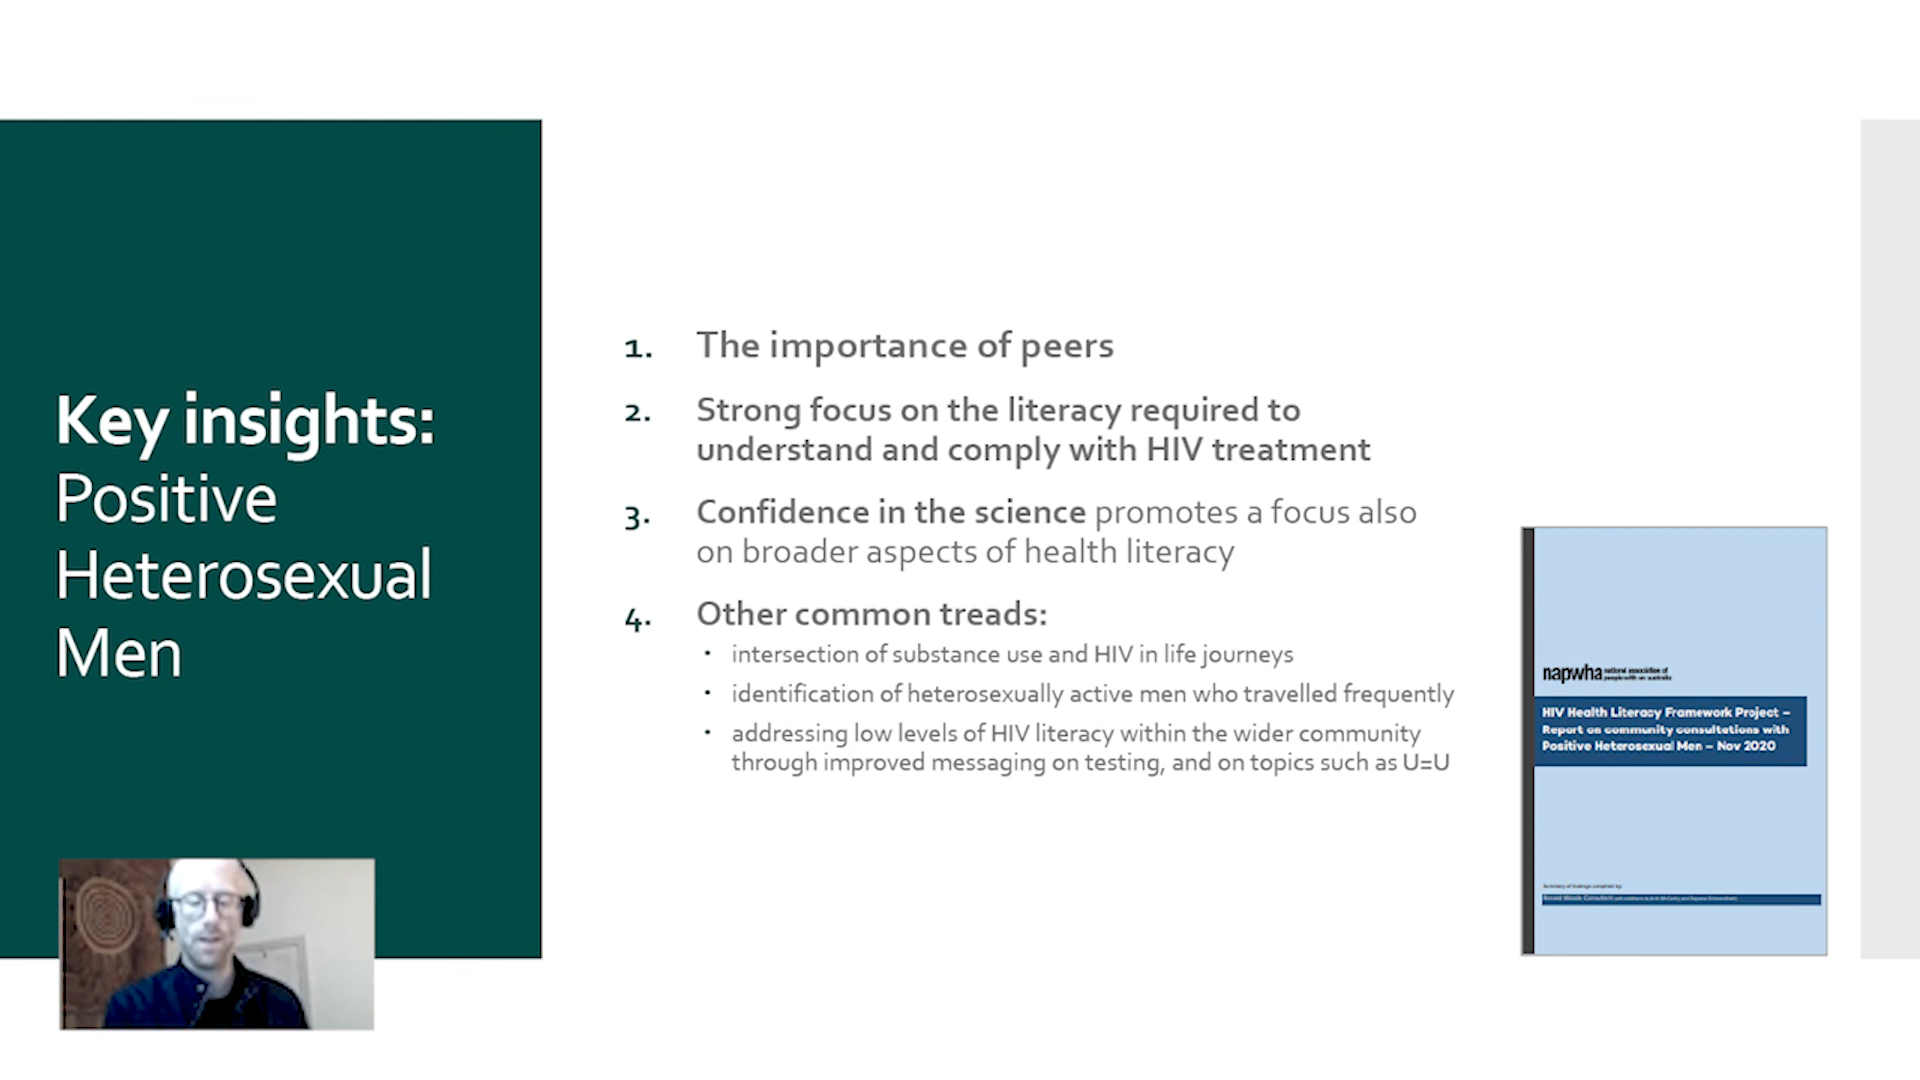 Key insights:
Positive
Heterosexual
Men
1. The importance of peers
2. Strong focus on the literacy required to
understand and comply with HIV treatment
3. Confidence in the science promotes a focus also
on broader aspects of health literacy
4. Other common treads:
· intersection of substance use and HIV in life journeys
· identification of heterosexually active men who travelled frequently
· addressing low levels of HIV literacy within the wider community
through improved messaging on testing, and on topics such as U=U
napwha national association of
people with
HIV Health Literacy Framework Project –
Report on community consultations with
Positive Heterosexual Men – Nov 2020
Summary of findings compiled by: